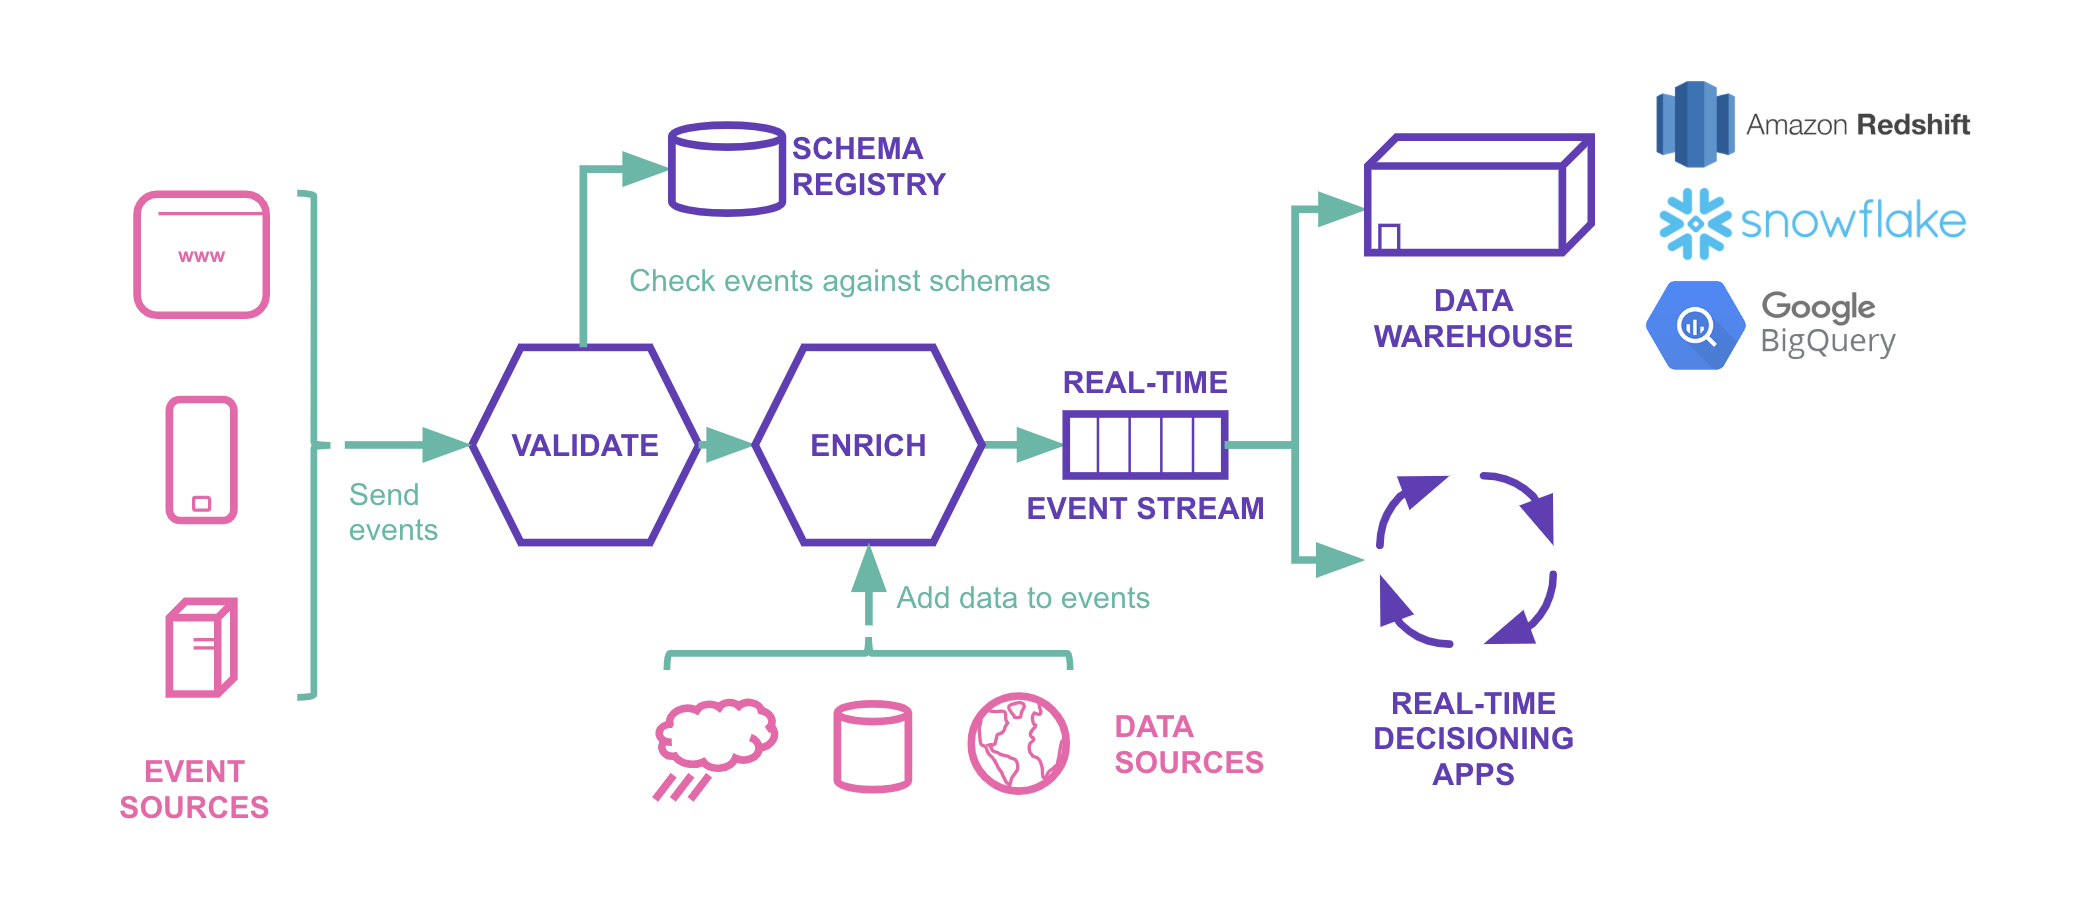 www
EVENT
SOURCES
Send
events
VALIDATE
SCHEMA
REGISTRY
Check events against schemas
ENRICH
Add data to events
DATA
SOURCES
REAL-TIME
EVENT STREAM
DATA
WAREHOUSE
Amazon Redshift
snowflake
Google
BigQuery
REAL-TIME
DECISIONING
APPS